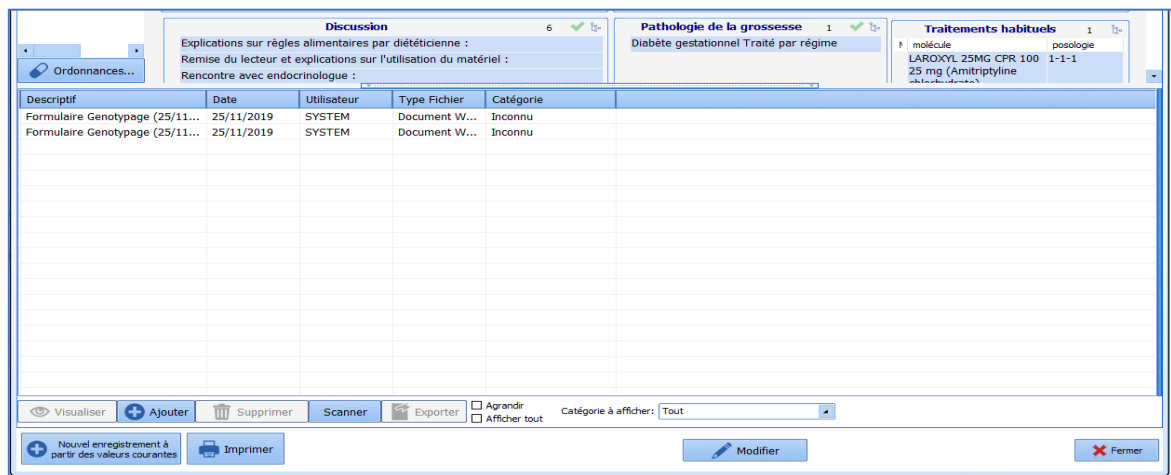 Discussion 6
Explications sur règles alimentaires par diététicienne :
Remise du lecteur et explications sur l'utilisation du matériel :
Rencontre avec endocrinologue :
Pathologie de la grossesse 1
Diabète gestationnel Traité par régime
Traitements habituels 1
molécule posologie
LAROXYL 25MG CPR 100 1-1-1
25 mg (Amitriptyline
chlorhydrate)
Ordonnances...
Descriptif Date Utilisateur Type Fichier Catégorie
Formulaire Genotypage (25/11... 25/11/2019 SYSTEM Document W... Inconnu
Formulaire Genotypage (25/11... 25/11/2019 SYSTEM Document W... Inconnu
Visualiser Ajouter Supprimer Scanner Exporter
Agrandir
Afficher tout
Catégorie à afficher: Tout
Nouvel enregistrement à
partir des valeurs courantes
Imprimer
Modifier
Fermer